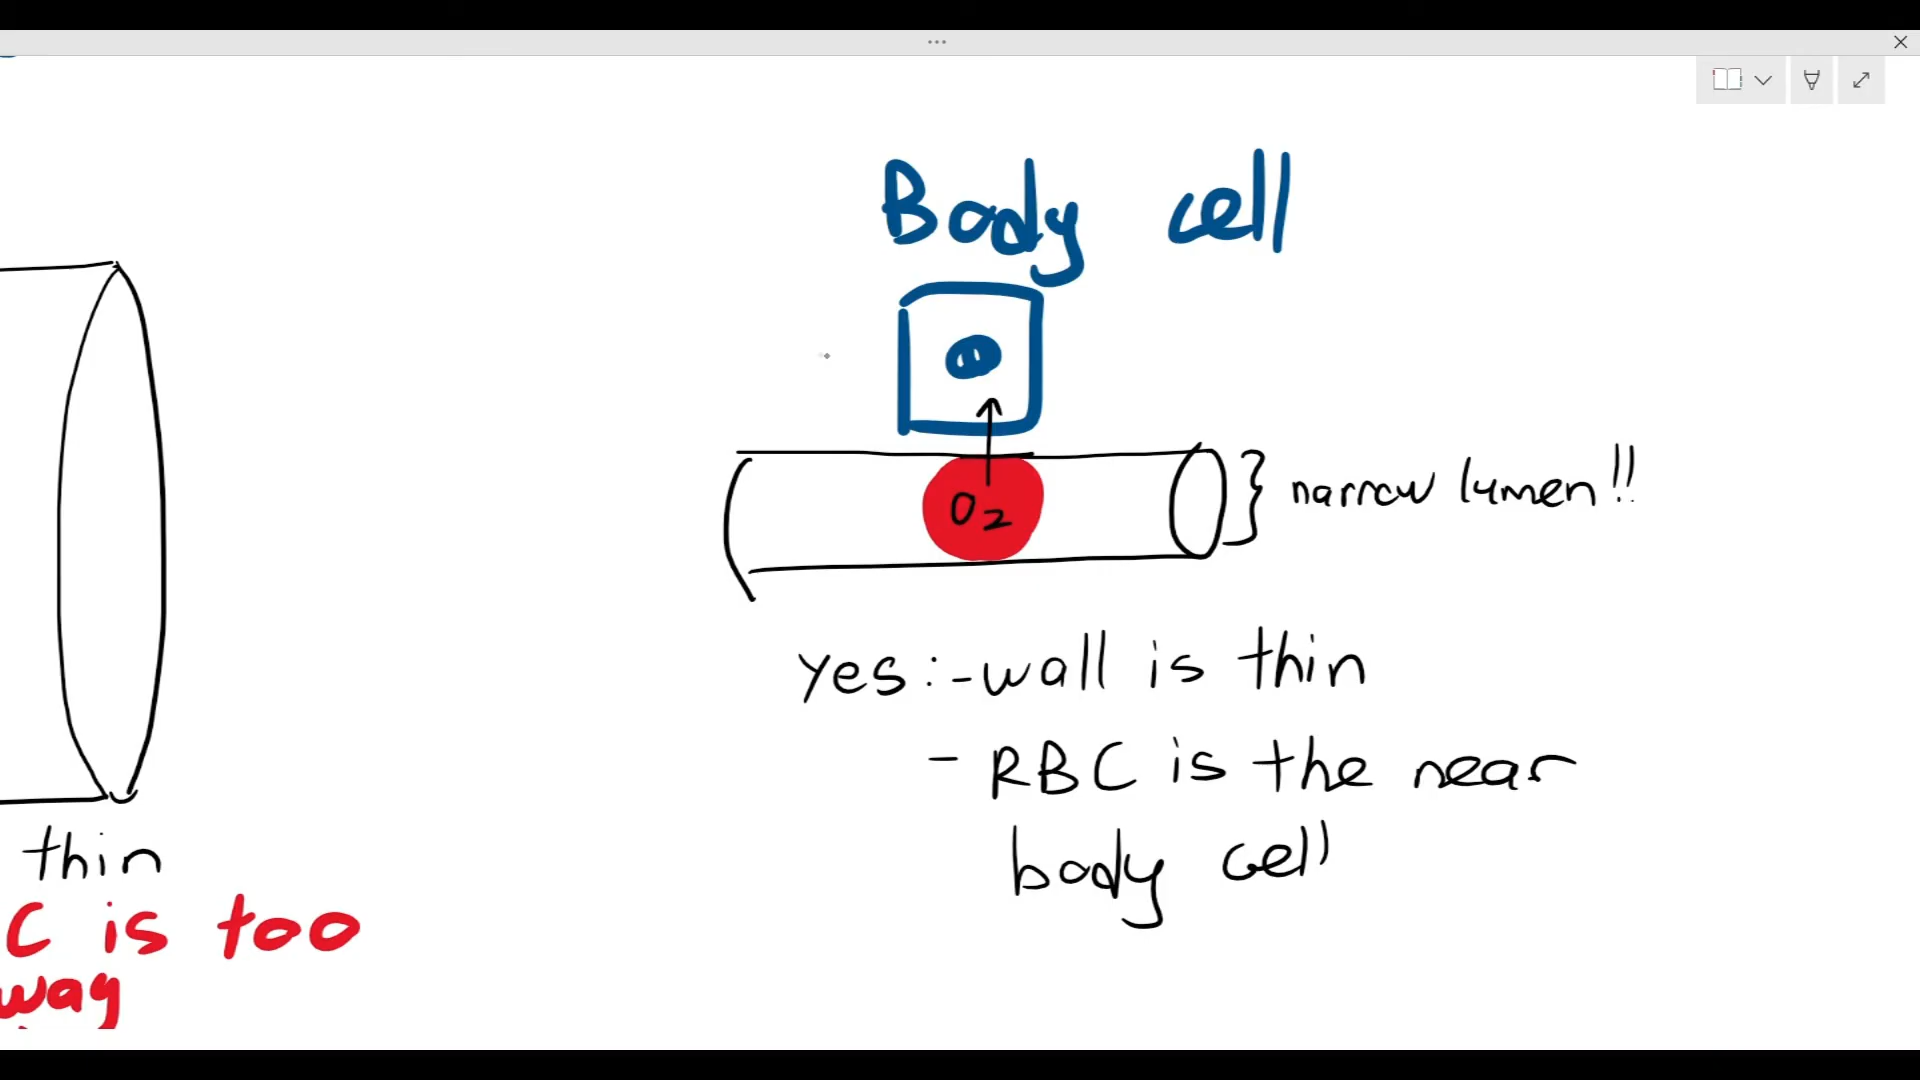 Body cell
O2
narrow lumen!!
yes:-wall is thin
- RBC is the near
body cell
thin
C is too
way